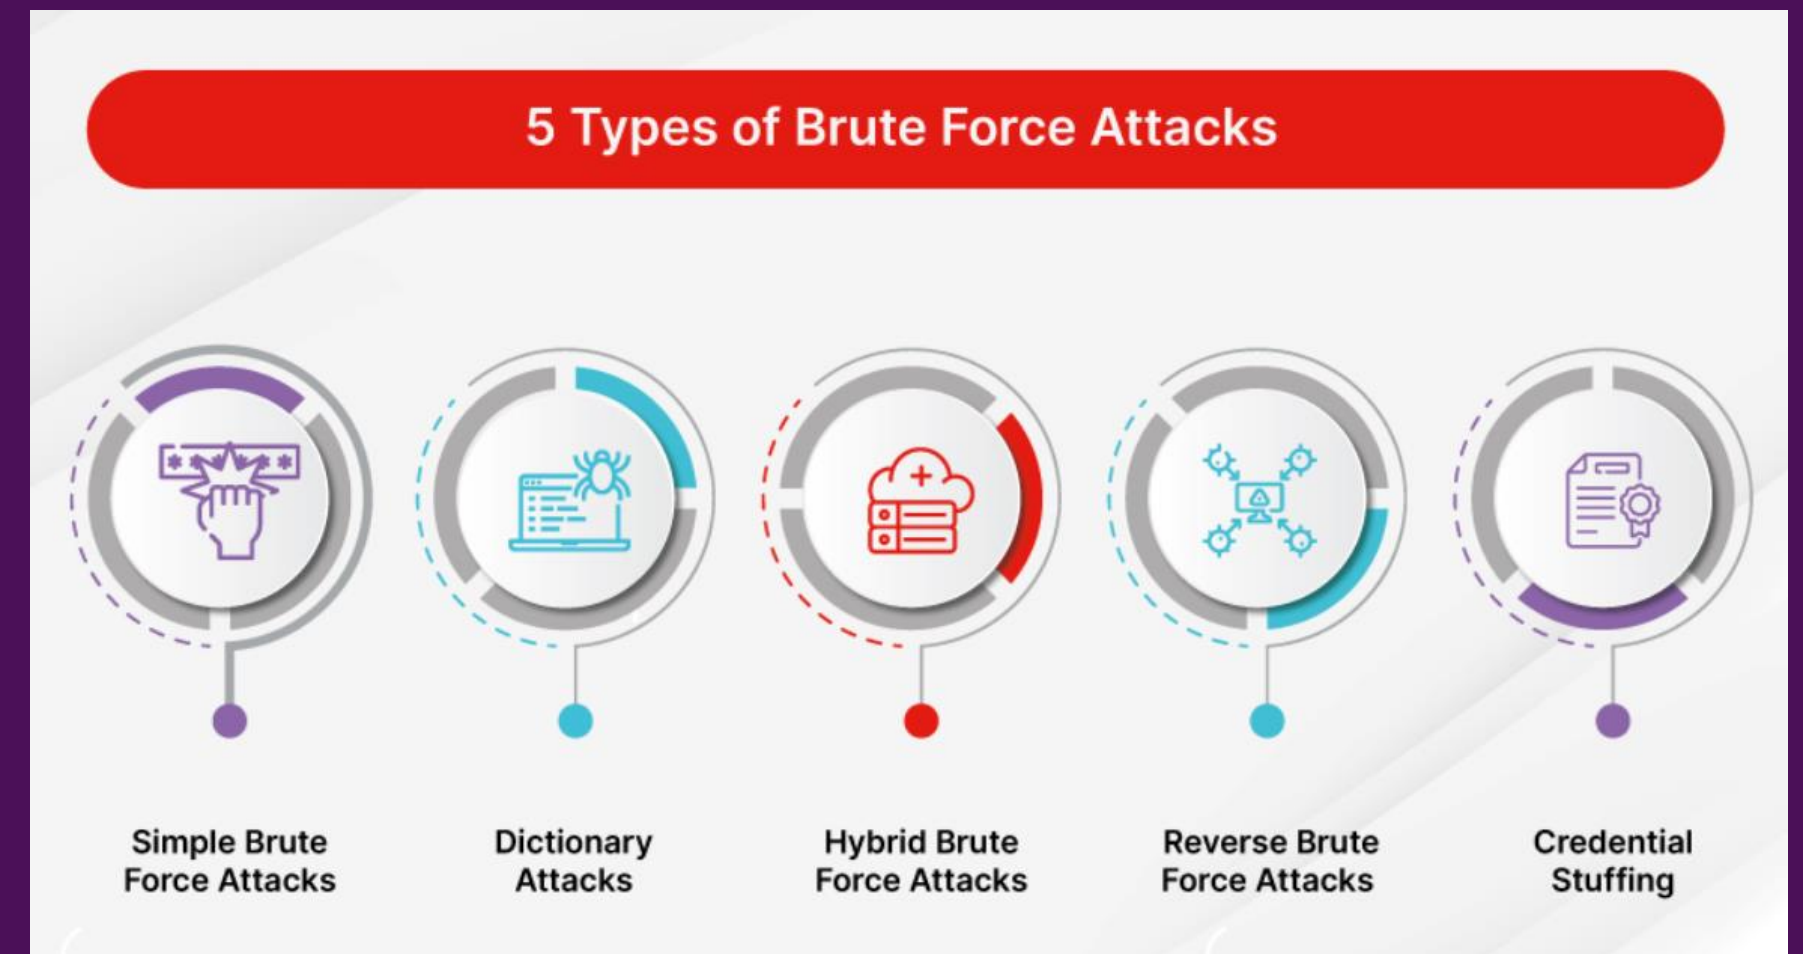 5 Types of Brute Force Attacks
Simple Brute
Force Attacks
Dictionary
Attacks
Hybrid Brute
Force Attacks
Reverse Brute
Force Attacks
Credential
Stuffing